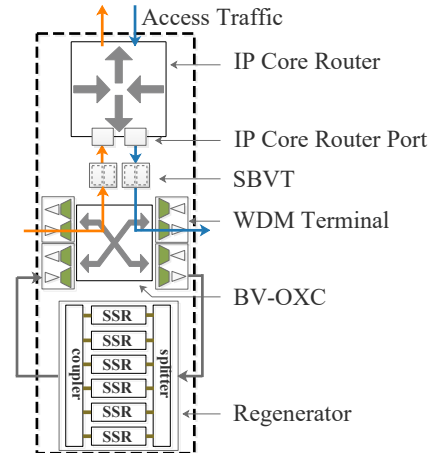 Access Traffic
IP Core Router
IP Core Router Port
SBVT
WDM Terminal
BV-OXC
coupler
SSR
SSR
SSR
SSR
SSR
SSR
splitter
Regenerator